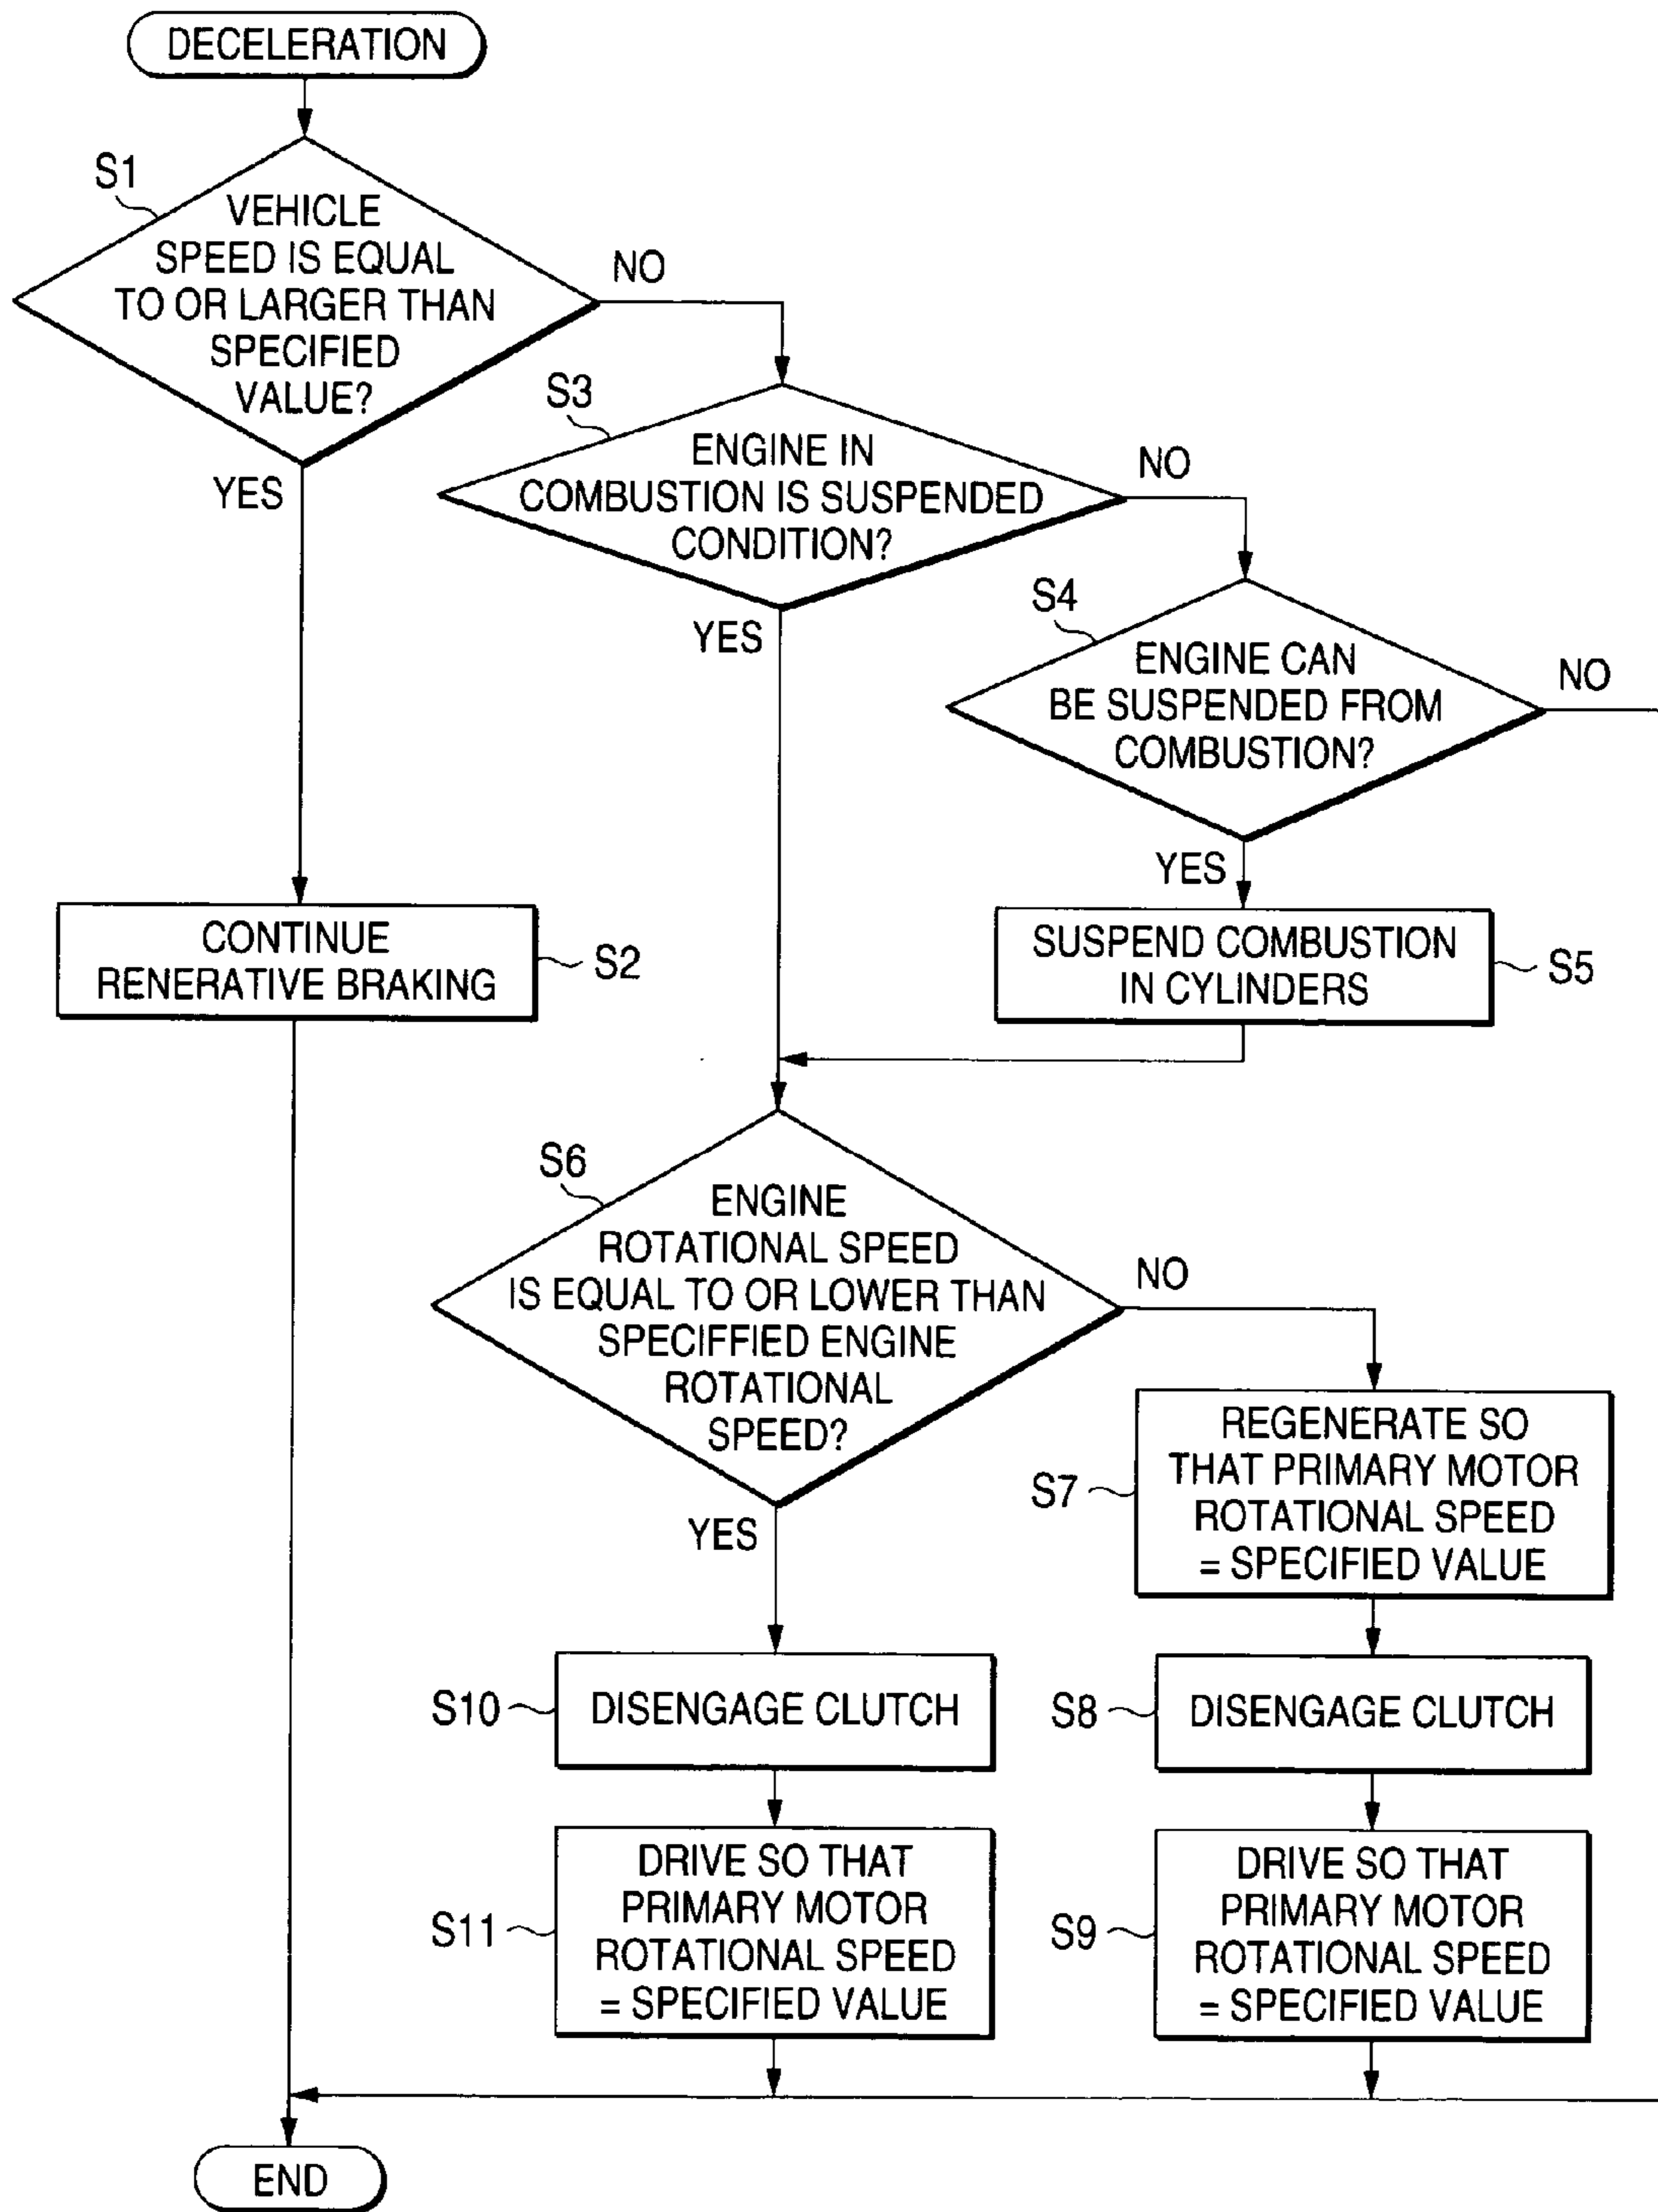 DECELERATION
S1
VEHICLE
SPEED IS EQUAL
TO OR LARGER THAN
SPECIFIED
VALUE?
NO
YES
S3
ENGINE IN
COMBUSTION IS SUSPENDED
CONDITION?
NO
YES
S4
ENGINE CAN
BE SUSPENDED FROM
COMBUSTION?
NO
YES
CONTINUE
RENERATIVE BRAKING
S2
SUSPEND COMBUSTION
IN CYLINDERS
S5
S6
ENGINE
ROTATIONAL SPEED
IS EQUAL TO OR LOWER THAN
SPECIFFIED ENGINE
ROTATIONAL
SPEED?
NO
YES
S7
REGENERATE SO
THAT PRIMARY MOTOR
ROTATIONAL SPEED
= SPECIFIED VALUE
S10
DISENGAGE CLUTCH
S8
DISENGAGE CLUTCH
S11
DRIVE SO THAT
PRIMARY MOTOR
ROTATIONAL SPEED
= SPECIFIED VALUE
S9
DRIVE SO THAT
PRIMARY MOTOR
ROTATIONAL SPEED
= SPECIFIED VALUE
END